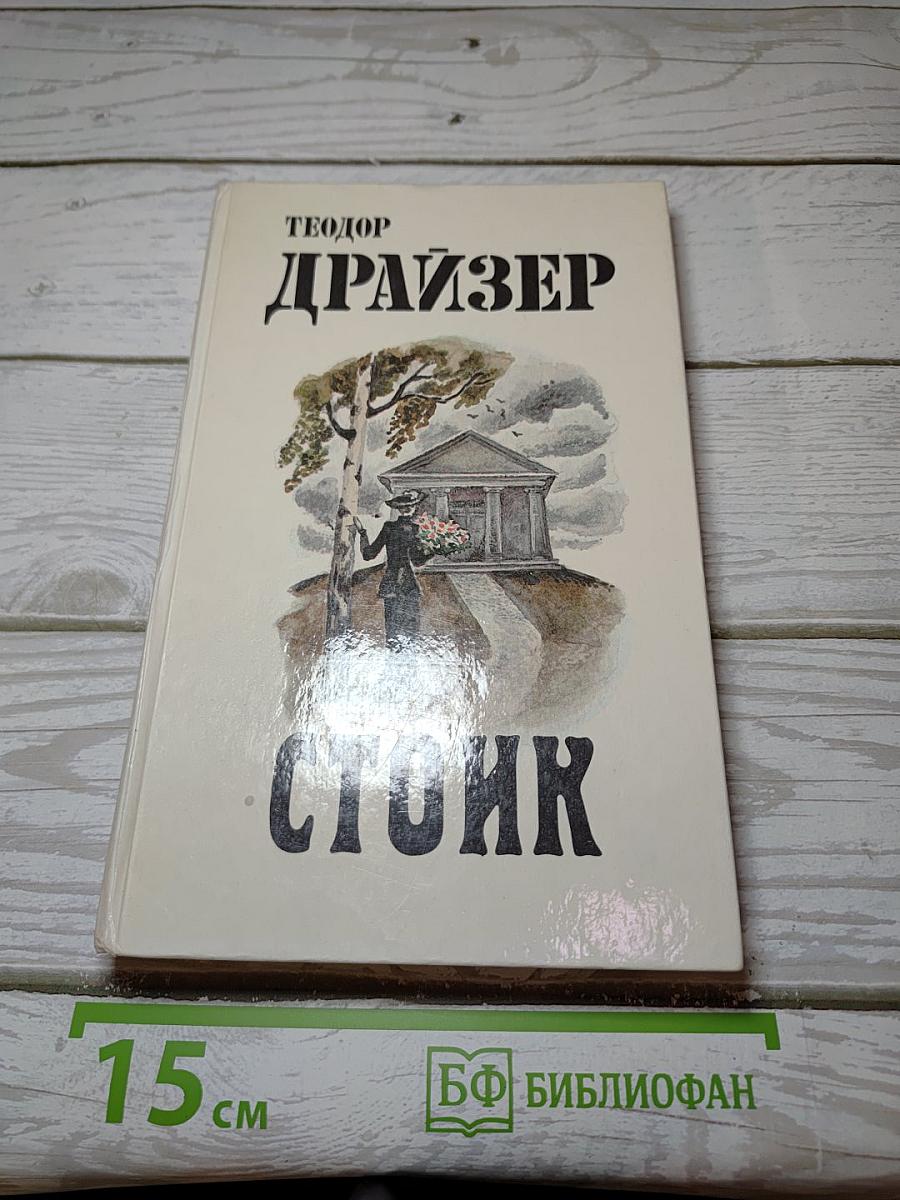 ТЕОДОР
ДРАЙЗЕР
СТОИК
15 см
БФ БИБЛИОФАН